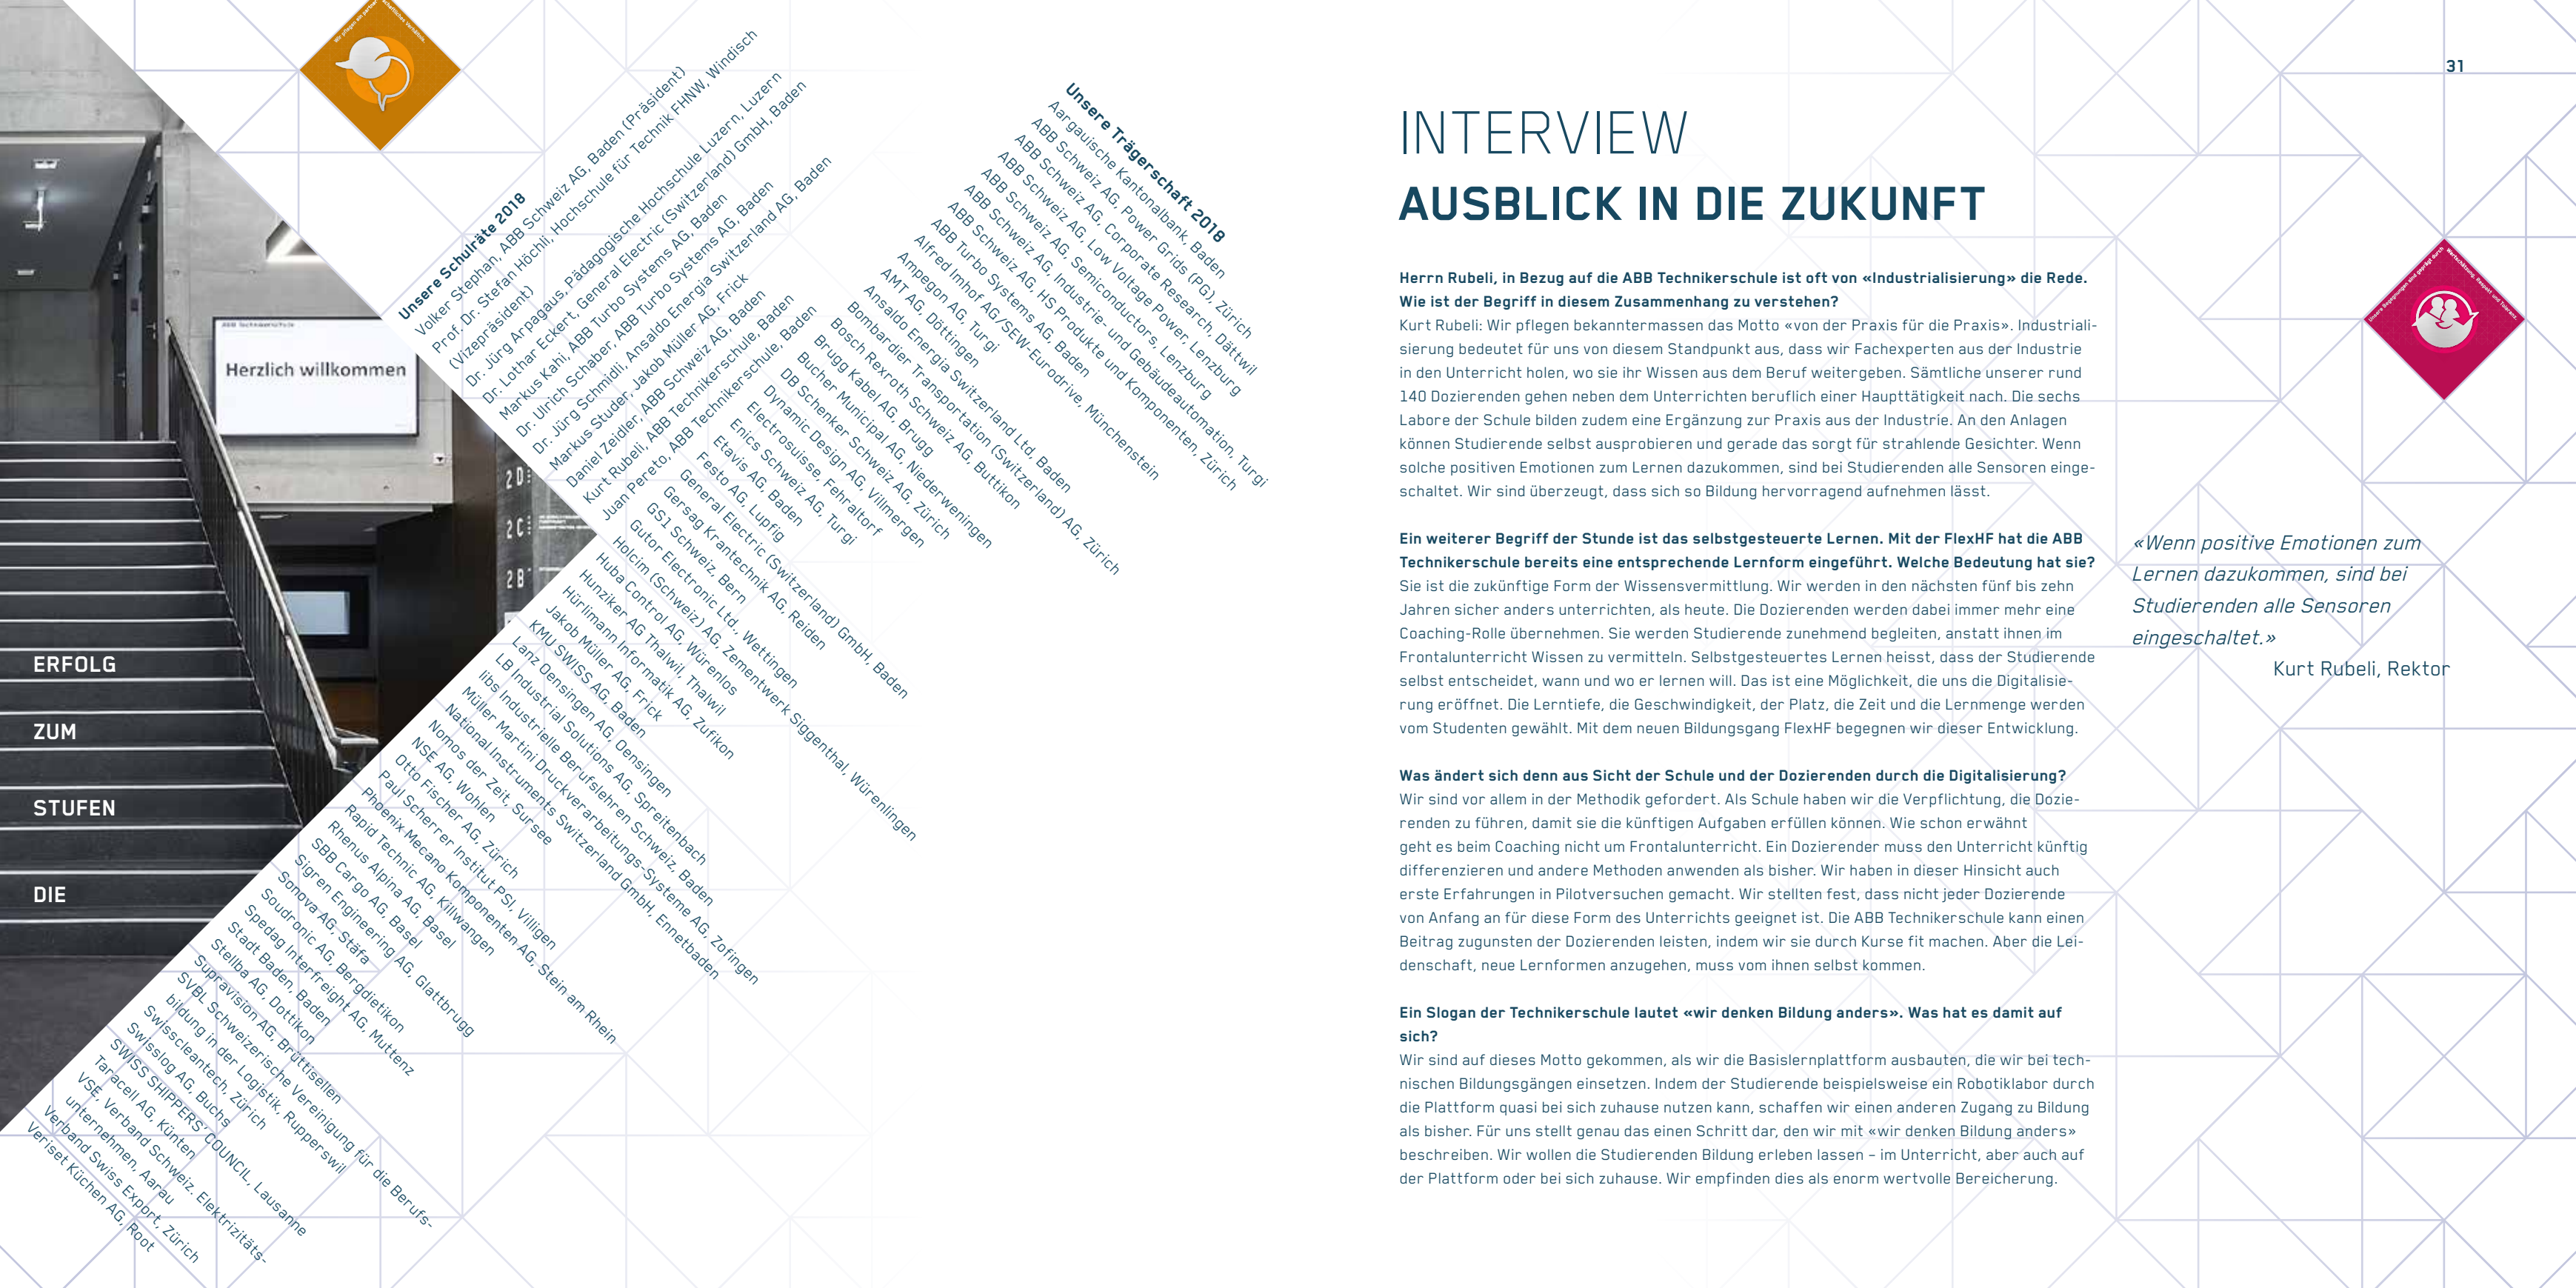 Wir pflegen ein partnerschaftliches Verhältnis.
ABB Technikerschule
Herzlich willkommen
2D
2C
2B
ERFOLG
ZUM
STUFEN
DIE
Unsere Schulräte 2018
Volker Stephan, ABB Schweiz AG, Baden (Präsident)
Prof. Dr. Stefan Höchli, Hochschule für Technik FHNW, Windisch
(Vizepräsident)
Dr. Jürg Arpagaus, Pädagogische Hochschule Luzern, Luzern
Dr. Lothar Eckert, General Electric (Switzerland) GmbH, Baden
Markus Kahi, ABB Turbo Systems AG, Baden
Dr. Ulrich Schaber, ABB Turbo Systems AG, Baden
Dr. Jürg Schmidli, Ansaldo Energia Switzerland AG, Baden
Markus Studer, Jakob Müller AG, Frick
Daniel Zeidler, ABB Schweiz AG, Baden
Kurt Rubeli, ABB Technikerschule, Baden
Juan Pereto, ABB Technikerschule, Baden
Unsere Trägerschaft 2018
Aargauische Kantonalbank, Baden
ABB Schweiz AG, Power Grids (PG), Zürich
ABB Schweiz AG, Corporate Research, Dättwil
ABB Schweiz AG, Low Voltage Power, Lenzburg
ABB Schweiz AG, Semiconductors, Lenzburg
ABB Schweiz AG, Industrie- und Gebäudeautomation, Turgi
ABB Schweiz AG, HS Produkte und Komponenten, Zürich
ABB Turbo Systems AG, Baden
Alfred Imhof AG/SEW-Eurodrive, Münchenstein
Ampegon AG, Turgi
AMT AG, Döttingen
Ansaldo Energia Switzerland Ltd, Baden
Bombardier Transportation (Switzerland) AG, Zürich
Bosch Rexroth Schweiz AG, Buttikon
Brugg Kabel AG, Brugg
Bucher Municipal AG, Niederweningen
DB Schenker Schweiz AG, Zürich
Dynamic Design AG, Villmergen
Electrosuisse, Fehraltorf
Enics Schweiz AG, Turgi
Etavis AG, Baden
Festo AG, Lupfig
General Electric (Switzerland) GmbH, Baden
Gersag Krantechnik AG, Reiden
GS1 Schweiz, Bern
Gutor Electronic Ltd., Wettingen
Holcim (Schweiz) AG, Zementwerk Siggenthal, Würenlingen
Huba Control AG, Würenlos
Hunziker AG Thalwil, Thalwil
Hürlimann Informatik AG, Zufikon
Jakob Müller AG, Frick
KMU SWISS AG, Baden
Lanz Oensingen AG, Oensingen
LB Industrial Solutions AG, Spreitenbach
libs Industrielle Berufslehren Schweiz, Baden
Müller Martini Druckverarbeitungs-Systeme AG, Zofingen
National Instruments Switzerland GmbH, Ennetbaden
Nomos der Zeit, Sursee
NSE AG, Wohlen
Otto Fischer AG, Zürich
Paul Scherrer Institut PSI, Villigen
Phoenix Mecano Komponenten AG, Stein am Rhein
Rapid Technic AG, Killwangen
Rhenus Alpina AG, Basel
SBB Cargo AG, Basel
Sigren Engineering AG, Glattbrugg
Sonova AG, Stäfa
Soudronic AG, Bergdietikon
Spedag Interfreight AG, Muttenz
Stadt Baden, Baden
Stellba AG, Dottikon
Supravision AG, Brüttisellen
SVBL Schweizerische Vereinigung für die Berufs-
bildung in der Logistik, Rupperswil
Swisscleantech, Zürich
Swisslog AG, Buchs
SWISS SHIPPERS' COUNCIL, Lausanne
Taracell AG, Künten
VSE, Verband Schweiz. Elektrizitäts-
unternehmen, Aarau
Verband Swiss Export, Zürich
Veriset Küchen AG, Root
31
INTERVIEW
AUSBLICK IN DIE ZUKUNFT
Herrn Rubeli, in Bezug auf die ABB Technikerschule ist oft von «Industrialisierung» die Rede.
Wie ist der Begriff in diesem Zusammenhang zu verstehen?
Kurt Rubeli: Wir pflegen bekanntermassen das Motto «von der Praxis für die Praxis». Industriali-
sierung bedeutet für uns von diesem Standpunkt aus, dass wir Fachexperten aus der Industrie
in den Unterricht holen, wo sie ihr Wissen aus dem Beruf weitergeben. Sämtliche unserer rund
140 Dozierenden gehen neben dem Unterrichten beruflich einer Haupttätigkeit nach. Die sechs
Labore der Schule bilden zudem eine Ergänzung zur Praxis aus der Industrie. An den Anlagen
können Studierende selbst ausprobieren und gerade das sorgt für strahlende Gesichter. Wenn
solche positiven Emotionen zum Lernen dazukommen, sind bei Studierenden alle Sensoren einge-
schaltet. Wir sind überzeugt, dass sich so Bildung hervorragend aufnehmen lässt.
Ein weiterer Begriff der Stunde ist das selbstgesteuerte Lernen. Mit der FlexHF hat die ABB
Technikerschule bereits eine entsprechende Lernform eingeführt. Welche Bedeutung hat sie?
Sie ist die zukünftige Form der Wissensvermittlung. Wir werden in den nächsten fünf bis zehn
Jahren sicher anders unterrichten, als heute. Die Dozierenden werden dabei immer mehr eine
Coaching-Rolle übernehmen. Sie werden Studierende zunehmend begleiten, anstatt ihnen im
Frontalunterricht Wissen zu vermitteln. Selbstgesteuertes Lernen heisst, dass der Studierende
selbst entscheidet, wann und wo er lernen will. Das ist eine Möglichkeit, die uns die Digitalisie-
rung eröffnet. Die Lerntiefe, die Geschwindigkeit, der Platz, die Zeit und die Lernmenge werden
vom Studenten gewählt. Mit dem neuen Bildungsgang FlexHF begegnen wir dieser Entwicklung.
Was ändert sich denn aus Sicht der Schule und der Dozierenden durch die Digitalisierung?
Wir sind vor allem in der Methodik gefordert. Als Schule haben wir die Verpflichtung, die Dozie-
renden zu führen, damit sie die künftigen Aufgaben erfüllen können. Wie schon erwähnt
geht es beim Coaching nicht um Frontalunterricht. Ein Dozierender muss den Unterricht künftig
differenzieren und andere Methoden anwenden als bisher. Wir haben in dieser Hinsicht auch
erste Erfahrungen in Pilotversuchen gemacht. Wir stellten fest, dass nicht jeder Dozierende
von Anfang an für diese Form des Unterrichts geeignet ist. Die ABB Technikerschule kann einen
Beitrag zugunsten der Dozierenden leisten, indem wir sie durch Kurse fit machen. Aber die Lei-
denschaft, neue Lernformen anzugehen, muss vom ihnen selbst kommen.
Ein Slogan der Technikerschule lautet «wir denken Bildung anders». Was hat es damit auf
sich?
Wir sind auf dieses Motto gekommen, als wir die Basislernplattform ausbauten, die wir bei tech-
nischen Bildungsgängen einsetzen. Indem der Studierende beispielsweise ein Robotiklabor durch
die Plattform quasi bei sich zuhause nutzen kann, schaffen wir einen anderen Zugang zu Bildung
als bisher. Für uns stellt genau das einen Schritt dar, den wir mit «wir denken Bildung anders»
beschreiben. Wir wollen die Studierenden Bildung erleben lassen – im Unterricht, aber auch auf
der Plattform oder bei sich zuhause. Wir empfinden dies als enorm wertvolle Bereicherung.
Unsere Begegnungen sind geprägt durch Wertschätzung, Respekt und Toleranz.
«Wenn positive Emotionen zum
Lernen dazukommen, sind bei
Studierenden alle Sensoren
eingeschaltet.»
Kurt Rubeli, Rektor